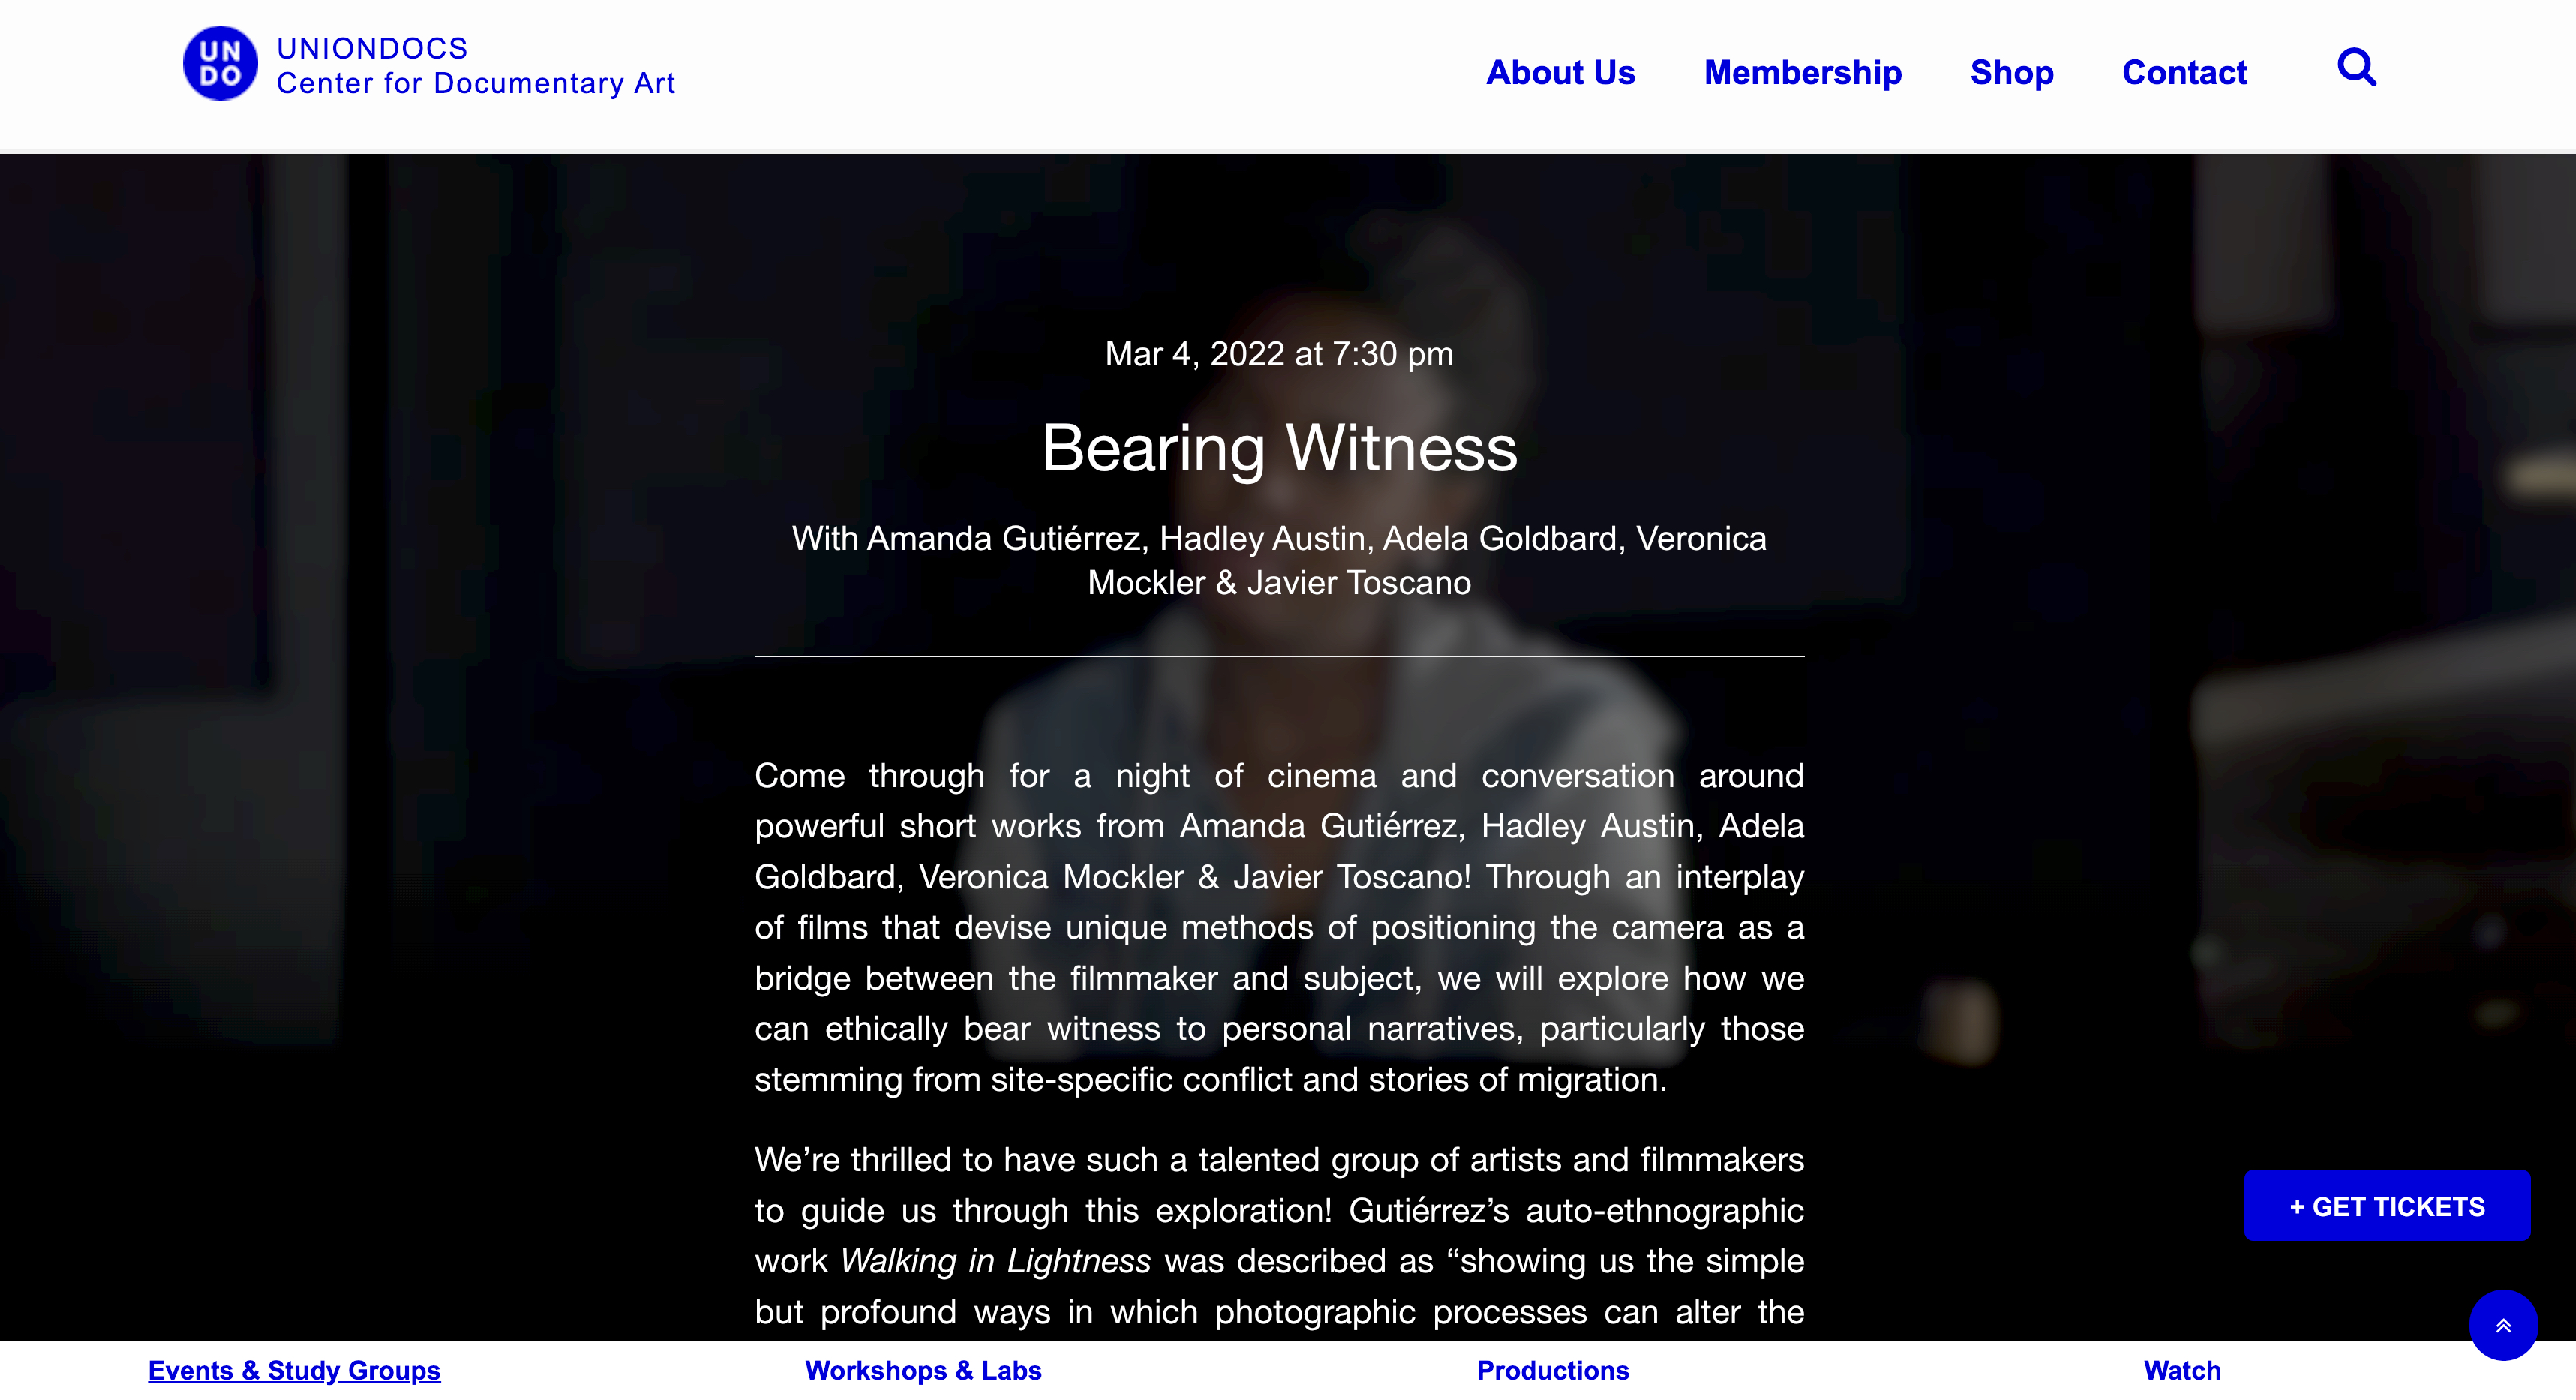 UN
DO
UNIONDOCS
Center for Documentary Art
About Us
Membership
Shop
Contact
Mar 4, 2022 at 7:30 pm
Bearing Witness
With Amanda Gutiérrez, Hadley Austin, Adela Goldbard, Veronica
Mockler & Javier Toscano
Come through for a night of cinema and conversation around
powerful short works from Amanda Gutiérrez, Hadley Austin, Adela
Goldbard, Veronica Mockler & Javier Toscano! Through an interplay
of films that devise unique methods of positioning the camera as a
bridge between the filmmaker and subject, we will explore how we
can ethically bear witness to personal narratives, particularly those
stemming from site-specific conflict and stories of migration.
We’re thrilled to have such a talented group of artists and filmmakers
to guide us through this exploration! Gutiérrez’s auto-ethnographic
work Walking in Lightness was described as “showing us the simple
but profound ways in which photographic processes can alter the
+ GET TICKETS
Events & Study Groups
Workshops & Labs
Productions
Watch